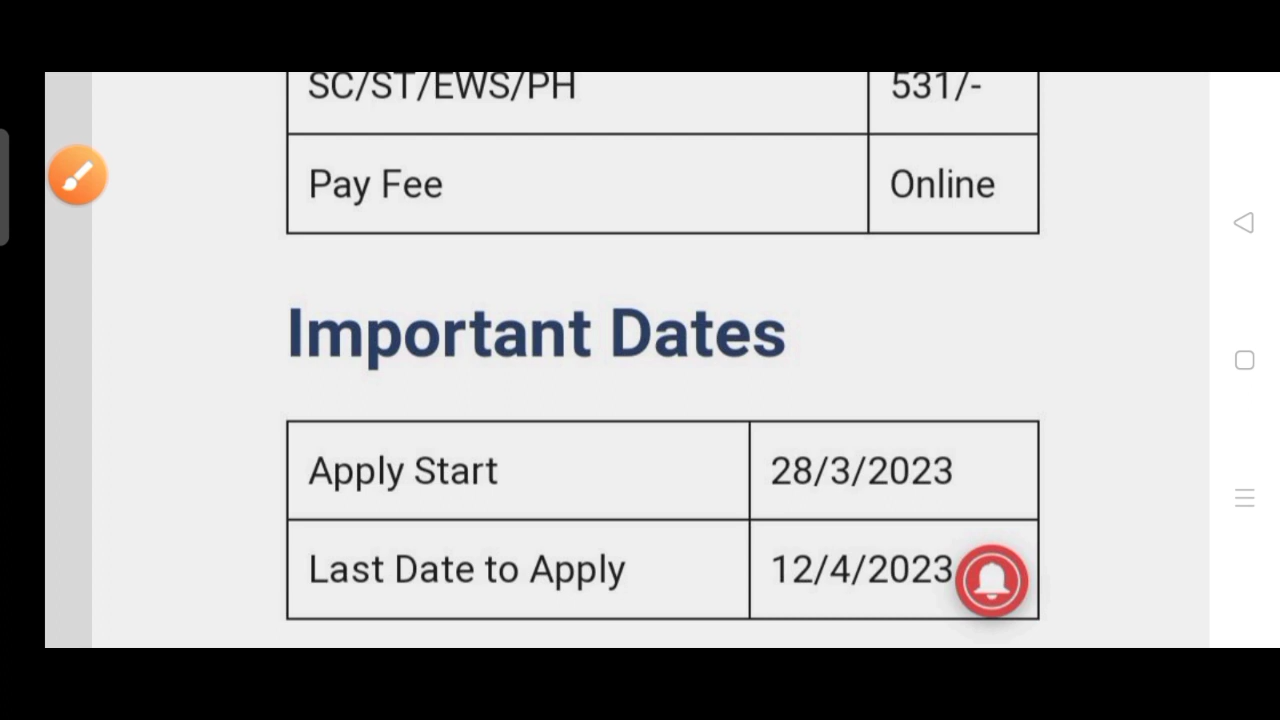 SC/ST/EWS/PH 531/-
Pay Fee Online
Important Dates
Apply Start 28/3/2023
Last Date to Apply 12/4/2023